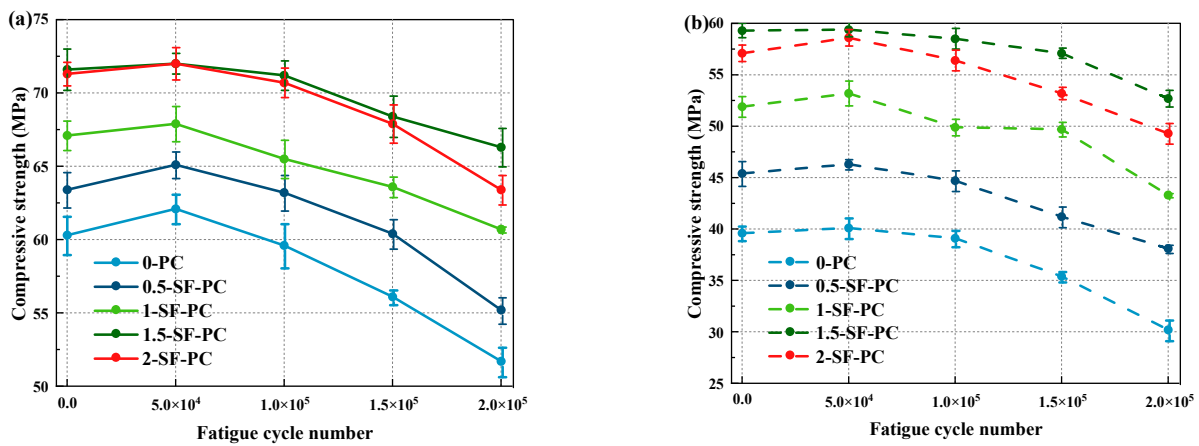 (a)
75
70
65
60
55
50
Compressive strength (MPa)
0-PC
0.5-SF-PC
1-SF-PC
1.5-SF-PC
2-SF-PC
0.0 5.0×10⁴ 1.0×10⁵ 1.5×10⁵ 2.0×10⁵
Fatigue cycle number
(b)
60
55
50
45
40
35
30
25
Compressive strength (MPa)
0-PC
0.5-SF-PC
1-SF-PC
1.5-SF-PC
2-SF-PC
0.0 5.0×10⁴ 1.0×10⁵ 1.5×10⁵ 2.0×10⁵
Fatigue cycle number